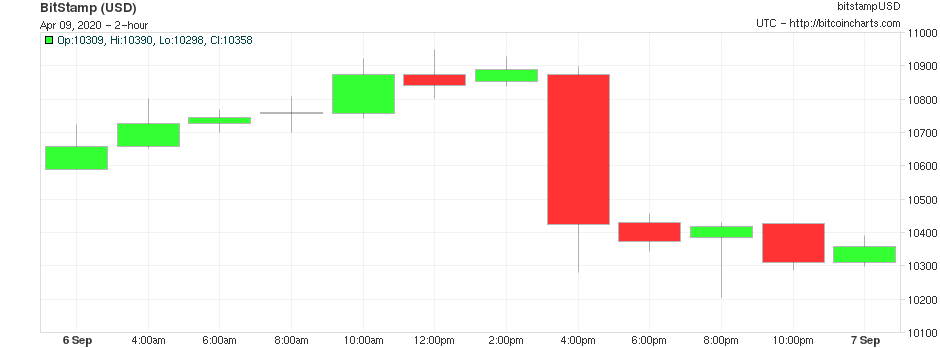 BitStamp (USD)
bitstampUSD
Apr 09, 2020 - 2-hour
UTC - http://bitcoincharts.com
Op:10309, Hi:10390, Lo:10298, Cl:10358
11000
10900
10800
10700
10600
10500
10400
10300
10200
10100
6 Sep 4:00am 6:00am 8:00am 10:00am 12:00pm 2:00pm 4:00pm 6:00pm 8:00pm 10:00pm 7 Sep